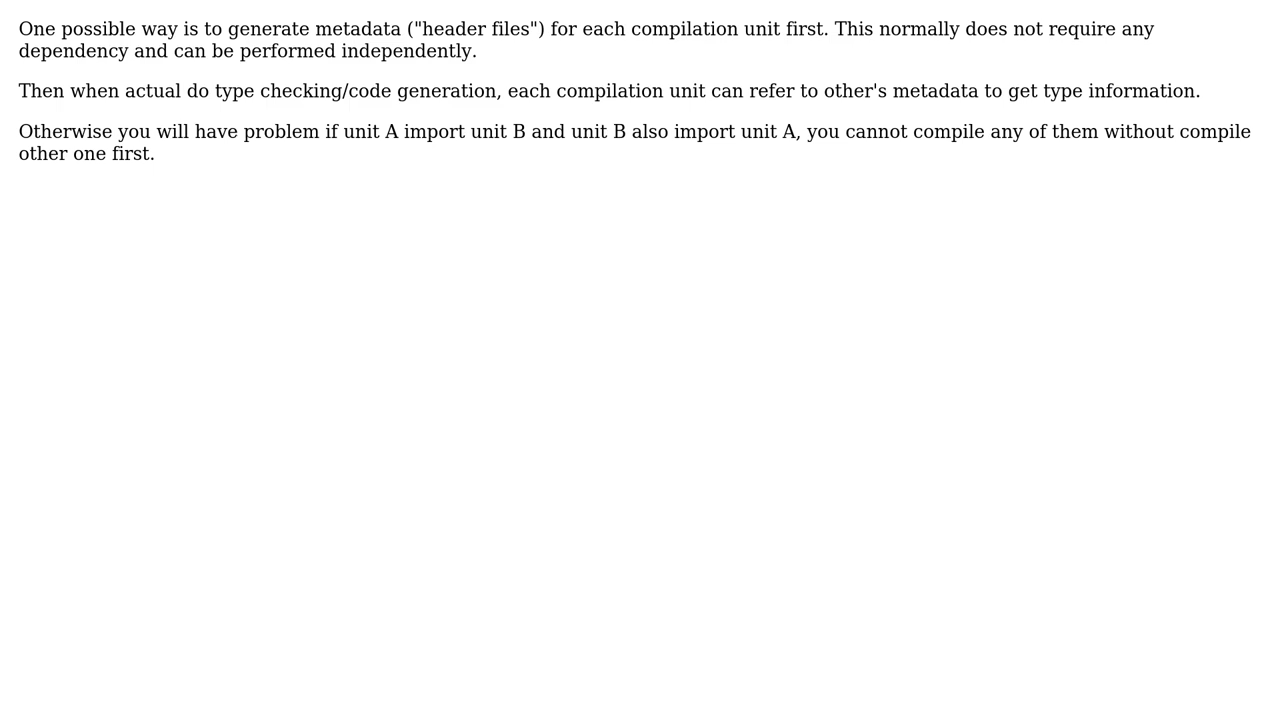 One possible way is to generate metadata ("header files") for each compilation unit first. This normally does not require any
dependency and can be performed independently.
Then when actual do type checking/code generation, each compilation unit can refer to other's metadata to get type information.
Otherwise you will have problem if unit A import unit B and unit B also import unit A, you cannot compile any of them without compile
other one first.